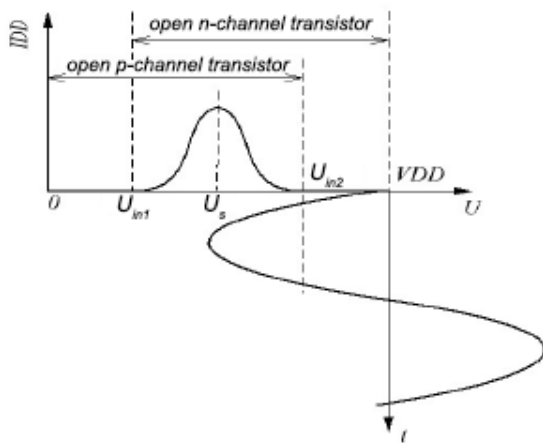 IDD
open n-channel transistor
open p-channel transistor
0
U_in1
U_s
U_in2
VDD
U
t